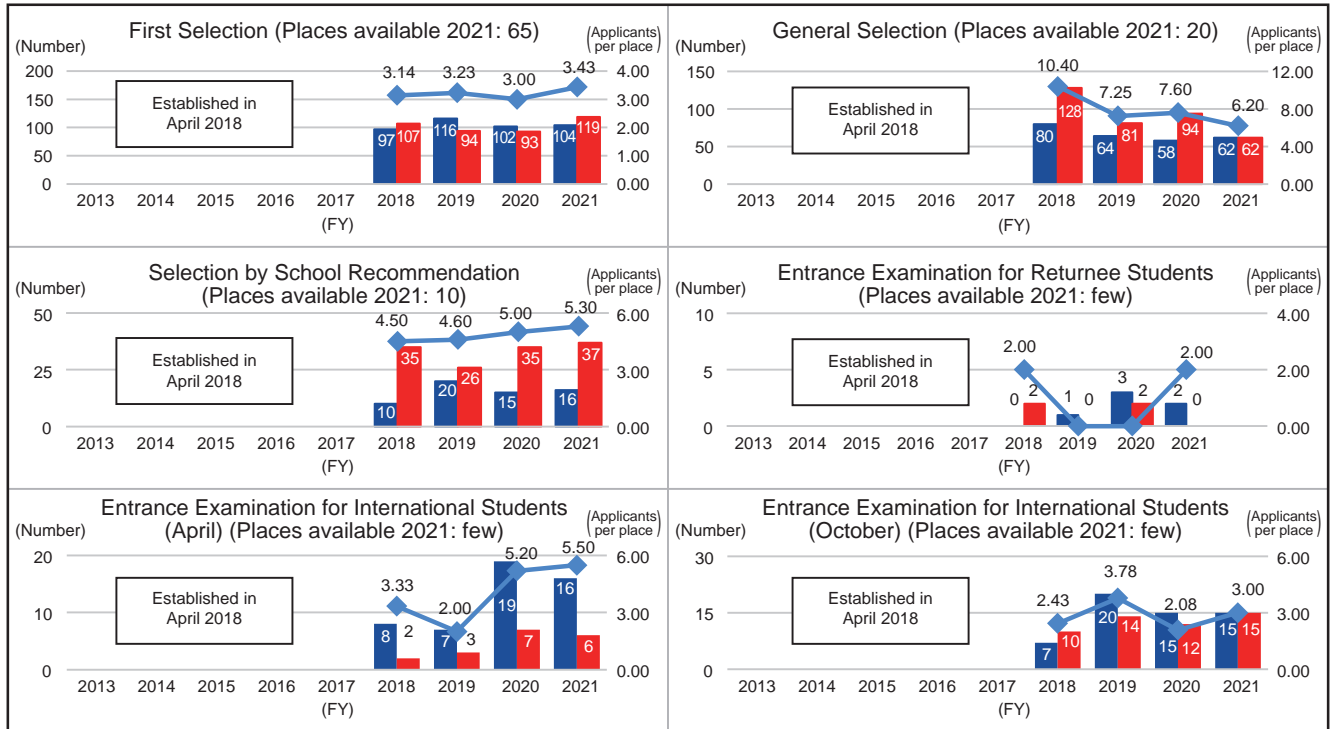 First Selection (Places available 2021: 65)
(Number)
(Applicants per place)
200
150
100
50
0
4.00
3.00
2.00
1.00
0.00
Established in
April 2018
3.14
3.23
3.00
3.43
97
107
116
94
102
93
104
119
2013 2014 2015 2016 2017 2018 2019 2020 2021
(FY)
General Selection (Places available 2021: 20)
(Number)
(Applicants per place)
150
100
50
0
12.00
8.00
4.00
0.00
Established in
April 2018
10.40
7.25
7.60
6.20
80
128
64
81
58
94
62
62
2013 2014 2015 2016 2017 2018 2019 2020 2021
(FY)
Selection by School Recommendation
(Places available 2021: 10)
(Number)
(Applicants per place)
50
25
0
6.00
3.00
0.00
Established in
April 2018
4.50
4.60
5.00
5.30
10
35
20
26
15
35
16
37
2013 2014 2015 2016 2017 2018 2019 2020 2021
(FY)
Entrance Examination for Returnee Students
(Places available 2021: few)
(Number)
(Applicants per place)
10
5
0
4.00
2.00
0.00
Established in
April 2018
2.00
2.00
0
2
1
0
3
2
2
0
2013 2014 2015 2016 2017 2018 2019 2020 2021
(FY)
Entrance Examination for International Students
(April) (Places available 2021: few)
(Number)
(Applicants per place)
20
10
0
6.00
3.00
0.00
Established in
April 2018
3.33
2.00
5.20
5.50
8
2
7
3
19
7
16
6
2013 2014 2015 2016 2017 2018 2019 2020 2021
(FY)
Entrance Examination for International Students
(October) (Places available 2021: few)
(Number)
(Applicants per place)
30
15
0
6.00
3.00
0.00
Established in
April 2018
2.43
3.78
2.08
3.00
7
10
20
14
15
12
15
15
2013 2014 2015 2016 2017 2018 2019 2020 2021
(FY)